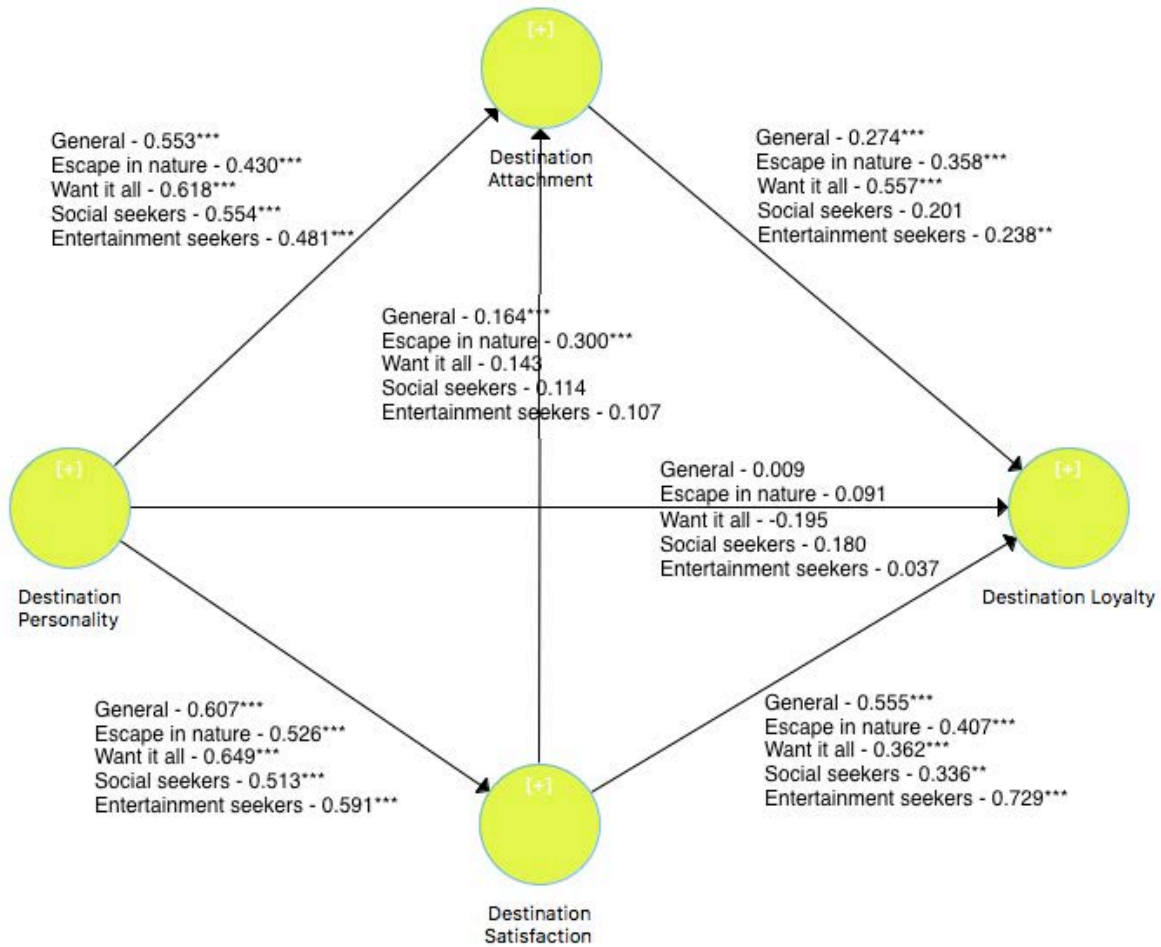 [+]
Destination
Attachment
General - 0.553***
Escape in nature - 0.430***
Want it all - 0.618***
Social seekers - 0.554***
Entertainment seekers - 0.481***
General - 0.274***
Escape in nature - 0.358***
Want it all - 0.557***
Social seekers - 0.201
Entertainment seekers - 0.238**
General - 0.164***
Escape in nature - 0.300***
Want it all - 0.143
Social seekers - 0.114
Entertainment seekers - 0.107
[+]
Destination
Personality
General - 0.009
Escape in nature - 0.091
Want it all - -0.195
Social seekers - 0.180
Entertainment seekers - 0.037
[+]
Destination Loyalty
General - 0.607***
Escape in nature - 0.526***
Want it all - 0.649***
Social seekers - 0.513***
Entertainment seekers - 0.591***
General - 0.555***
Escape in nature - 0.407***
Want it all - 0.362***
Social seekers - 0.336**
Entertainment seekers - 0.729***
[+]
Destination
Satisfaction